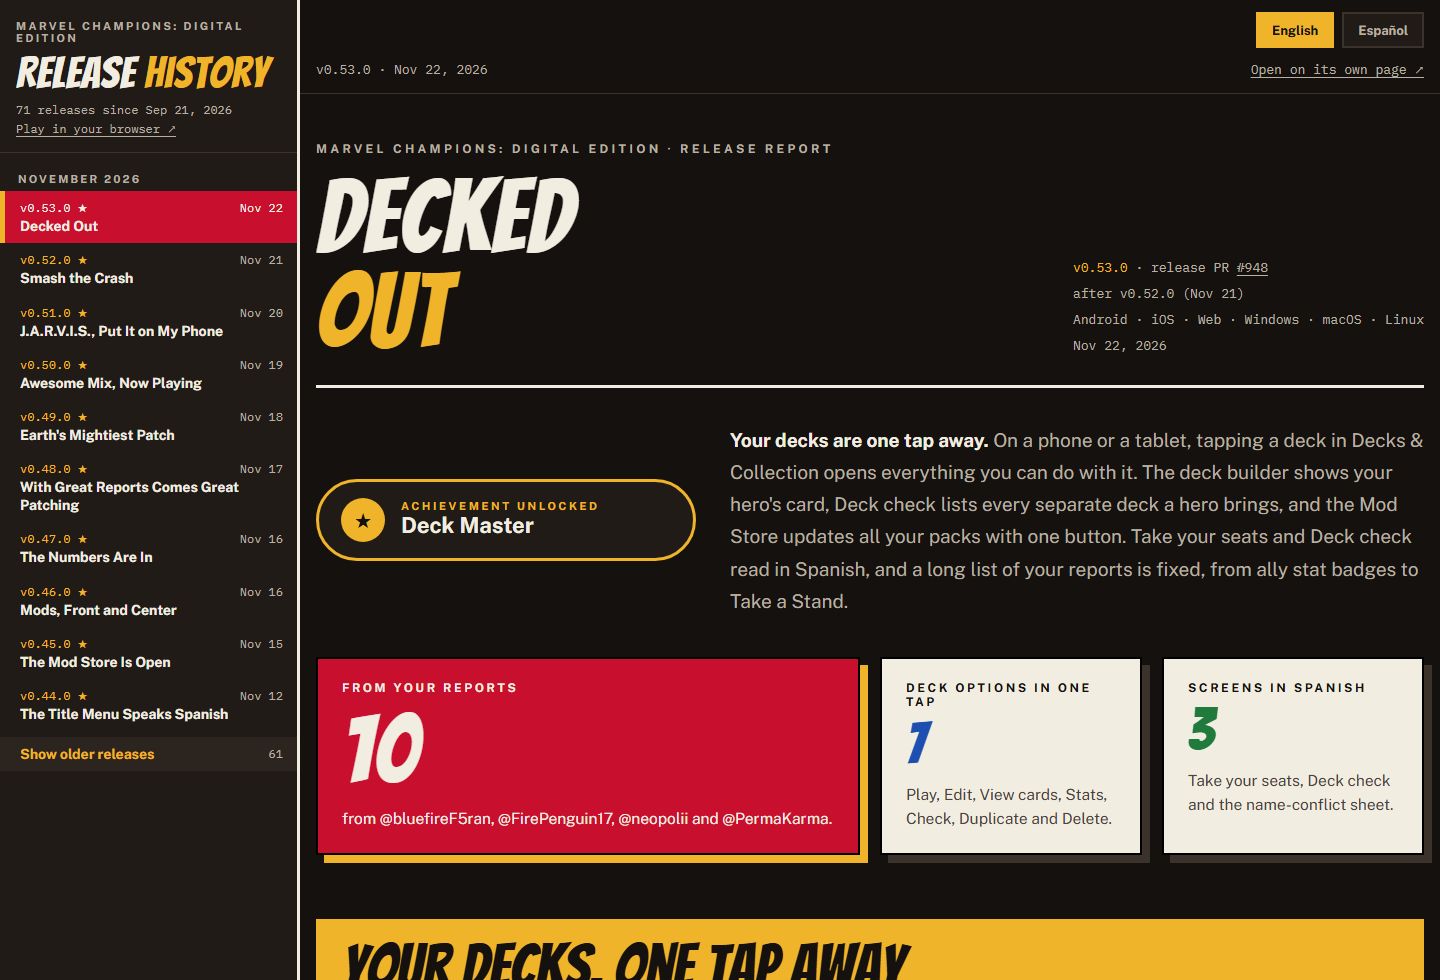 MARVEL CHAMPIONS: DIGITAL
EDITION
RELEASE HISTORY
71 releases since Sep 21, 2026
Play in your browser ↗
NOVEMBER 2026
v0.53.0 ★ Nov 22
Decked Out
v0.52.0 ★ Nov 21
Smash the Crash
v0.51.0 ★ Nov 20
J.A.R.V.I.S., Put It on My Phone
v0.50.0 ★ Nov 19
Awesome Mix, Now Playing
v0.49.0 ★ Nov 18
Earth's Mightiest Patch
v0.48.0 ★ Nov 17
With Great Reports Comes Great
Patching
v0.47.0 ★ Nov 16
The Numbers Are In
v0.46.0 ★ Nov 16
Mods, Front and Center
v0.45.0 ★ Nov 15
The Mod Store Is Open
v0.44.0 ★ Nov 12
The Title Menu Speaks Spanish
Show older releases 61
English Español
v0.53.0 · Nov 22, 2026 Open on its own page ↗
MARVEL CHAMPIONS: DIGITAL EDITION · RELEASE REPORT
DECKED
OUT
v0.53.0 · release PR #948
after v0.52.0 (Nov 21)
Android · iOS · Web · Windows · macOS · Linux
Nov 22, 2026
★ ACHIEVEMENT UNLOCKED
Deck Master
Your decks are one tap away. On a phone or a tablet, tapping a deck in Decks &
Collection opens everything you can do with it. The deck builder shows your
hero's card, Deck check lists every separate deck a hero brings, and the Mod
Store updates all your packs with one button. Take your seats and Deck check
read in Spanish, and a long list of your reports is fixed, from ally stat badges to
Take a Stand.
FROM YOUR REPORTS
10
from @bluefireF5ran, @FirePenguin17, @neopolii and @PermaKarma.
DECK OPTIONS IN ONE
TAP
7
Play, Edit, View cards, Stats,
Check, Duplicate and Delete.
SCREENS IN SPANISH
3
Take your seats, Deck check
and the name-conflict sheet.
YOUR DECKS, ONE TAP AWAY